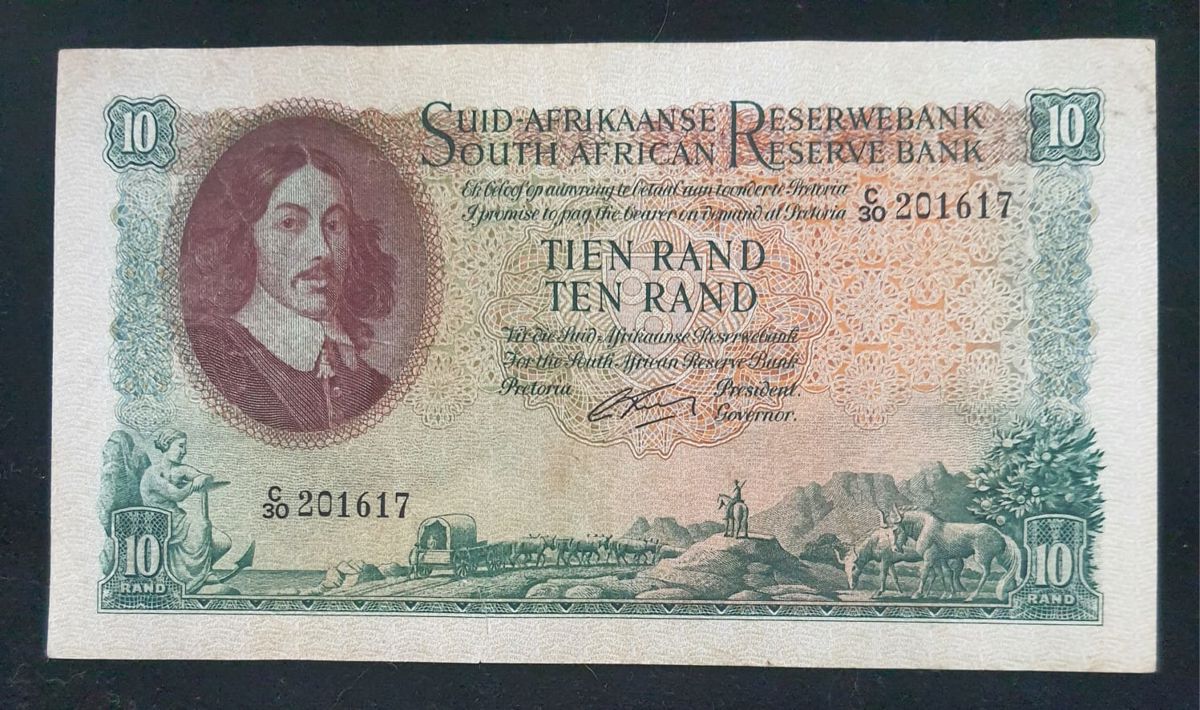 10
SUID-AFRIKAANSE RESERWEBANK
SOUTH AFRICAN RESERVE BANK
10
Ek beloof op aanvraag te betaal aan toonder te Pretoria
I promise to pay the bearer on demand at Pretoria
C/30 201617
TIEN RAND
TEN RAND
Vir die Suid-Afrikaanse Reserwebank
For the South African Reserve Bank
Pretoria
President.
Governor.
C/30 201617
10
RAND
10
RAND